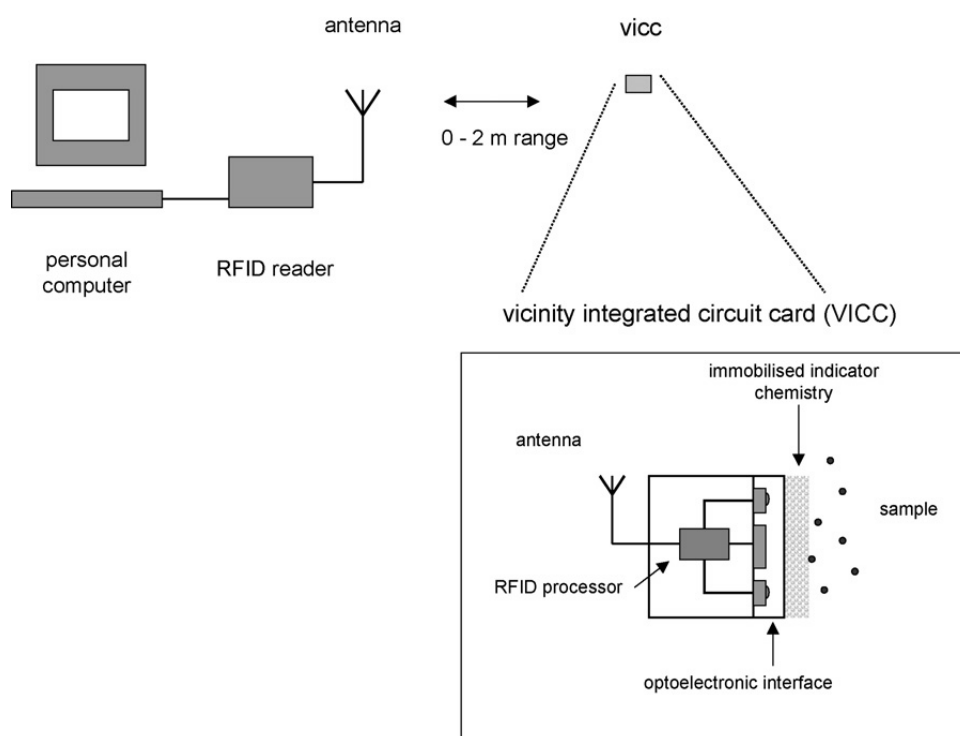 antenna
vicc
0 - 2 m range
personal
computer
RFID reader
vicinity integrated circuit card (VICC)
immobilised indicator
chemistry
antenna
sample
RFID processor
optoelectronic interface